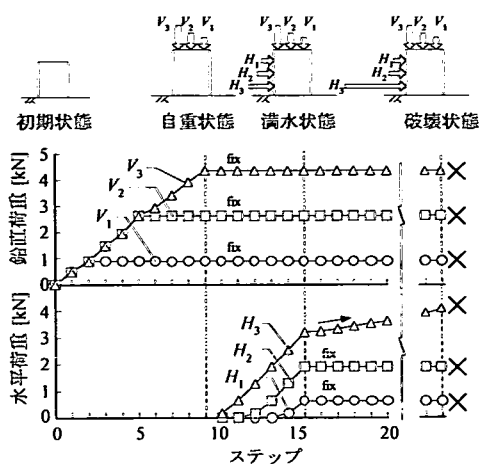 V3 V2 V1 V3 V2 V1 V3 V2 V1
H1 H1
H2 H2
H3 H3
初期状態 自重状態 満水状態 破壊状態
鉛直荷重 [kN]
5
4
3
2
1
0
V3
V2
V1
fix
fix
fix
水平荷重 [kN]
4
3
2
1
0
H3
H2
H1
fix
fix
0 5 10 15 20 23
ステップ